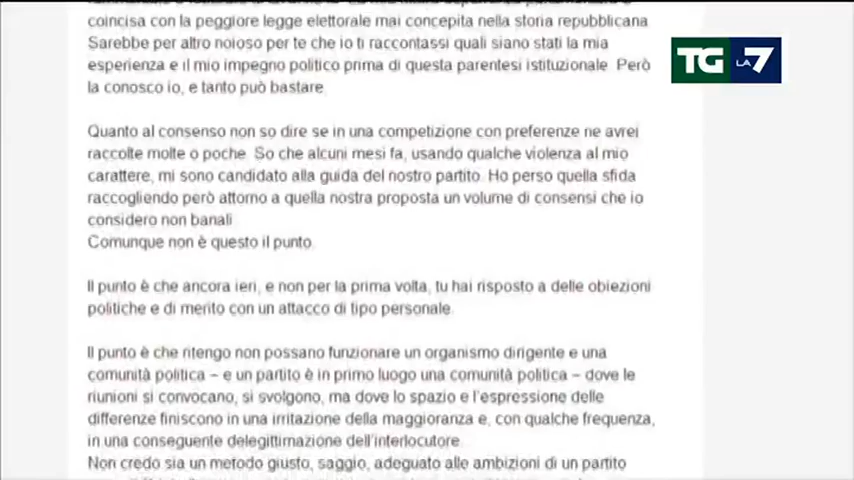 coincisa con la peggiore legge elettorale mai concepita nella storia repubblicana
Sarebbe per altro noioso per te che io ti raccontassi quali siano stati la mia
esperienza e il mio impegno politico prima di questa parentesi istituzionale. Però
la conosco io, e tanto può bastare
TG LA 7
Quanto al consenso non so dire se in una competizione con preferenze ne avrei
raccolte molte o poche. So che alcuni mesi fa, usando qualche violenza al mio
carattere, mi sono candidato alla guida del nostro partito. Ho perso quella sfida
raccogliendo però attorno a quella nostra proposta un volume di consensi che io
considero non banali
Comunque non è questo il punto.
Il punto è che ancora ieri, e non per la prima volta, tu hai risposto a delle obiezioni
politiche e di merito con un attacco di tipo personale.
Il punto è che ritengo non possano funzionare un organismo dirigente e una
comunità politica – e un partito è in primo luogo una comunità politica – dove le
riunioni si convocano, si svolgono, ma dove lo spazio e l'espressione delle
differenze finiscono in una irritazione della maggioranza e, con qualche frequenza,
in una conseguente delegittimazione dell'interlocutore
Non credo sia un metodo giusto, saggio, adeguato alle ambizioni di un partito